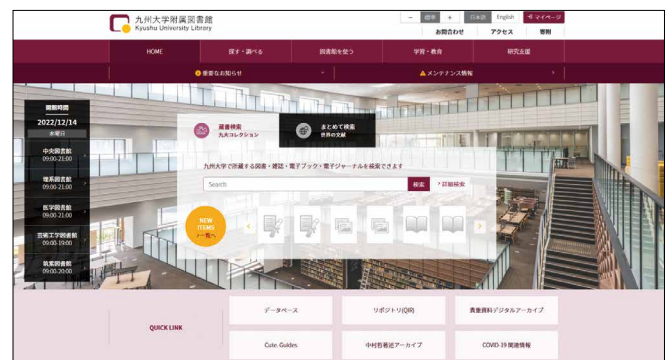 九州大学附属図書館
Kyushu University Library
－ 標準 ＋ 日本語 English マイページ
お問合わせ アクセス 寄附
HOME 探す・調べる 図書館を使う 学習・教育 研究支援
重要なお知らせ メンテナンス情報
開館時間
2022/12/14
水曜日
中央図書館
09:00-21:00
理系図書館
09:00-21:00
医学図書館
09:00-21:00
芸術工学図書館
09:00-19:00
筑紫図書館
09:00-20:00
蔵書検索
九大コレクション
まとめて検索
世界の文献
九州大学で所蔵する図書・雑誌・電子ブック・電子ジャーナルを検索できます
Search 検索 詳細検索
NEW
ITEMS
一覧へ
QUICK LINK
データベース リポジトリ(QIR) 貴重資料デジタルアーカイブ
Cute.Guides 中村哲著述アーカイブ COVID-19 関連情報